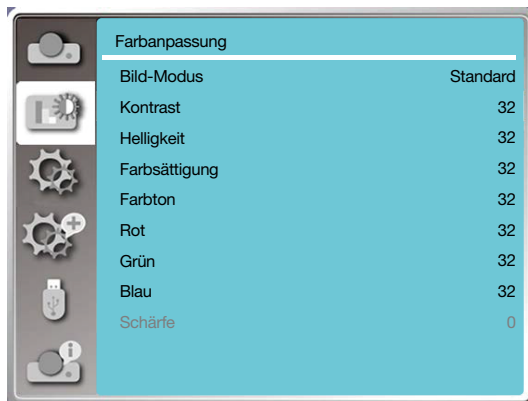 Farbanpassung
Bild-Modus Standard
Kontrast 32
Helligkeit 32
Farbsättigung 32
Farbton 32
Rot 32
Grün 32
Blau 32
Schärfe 0